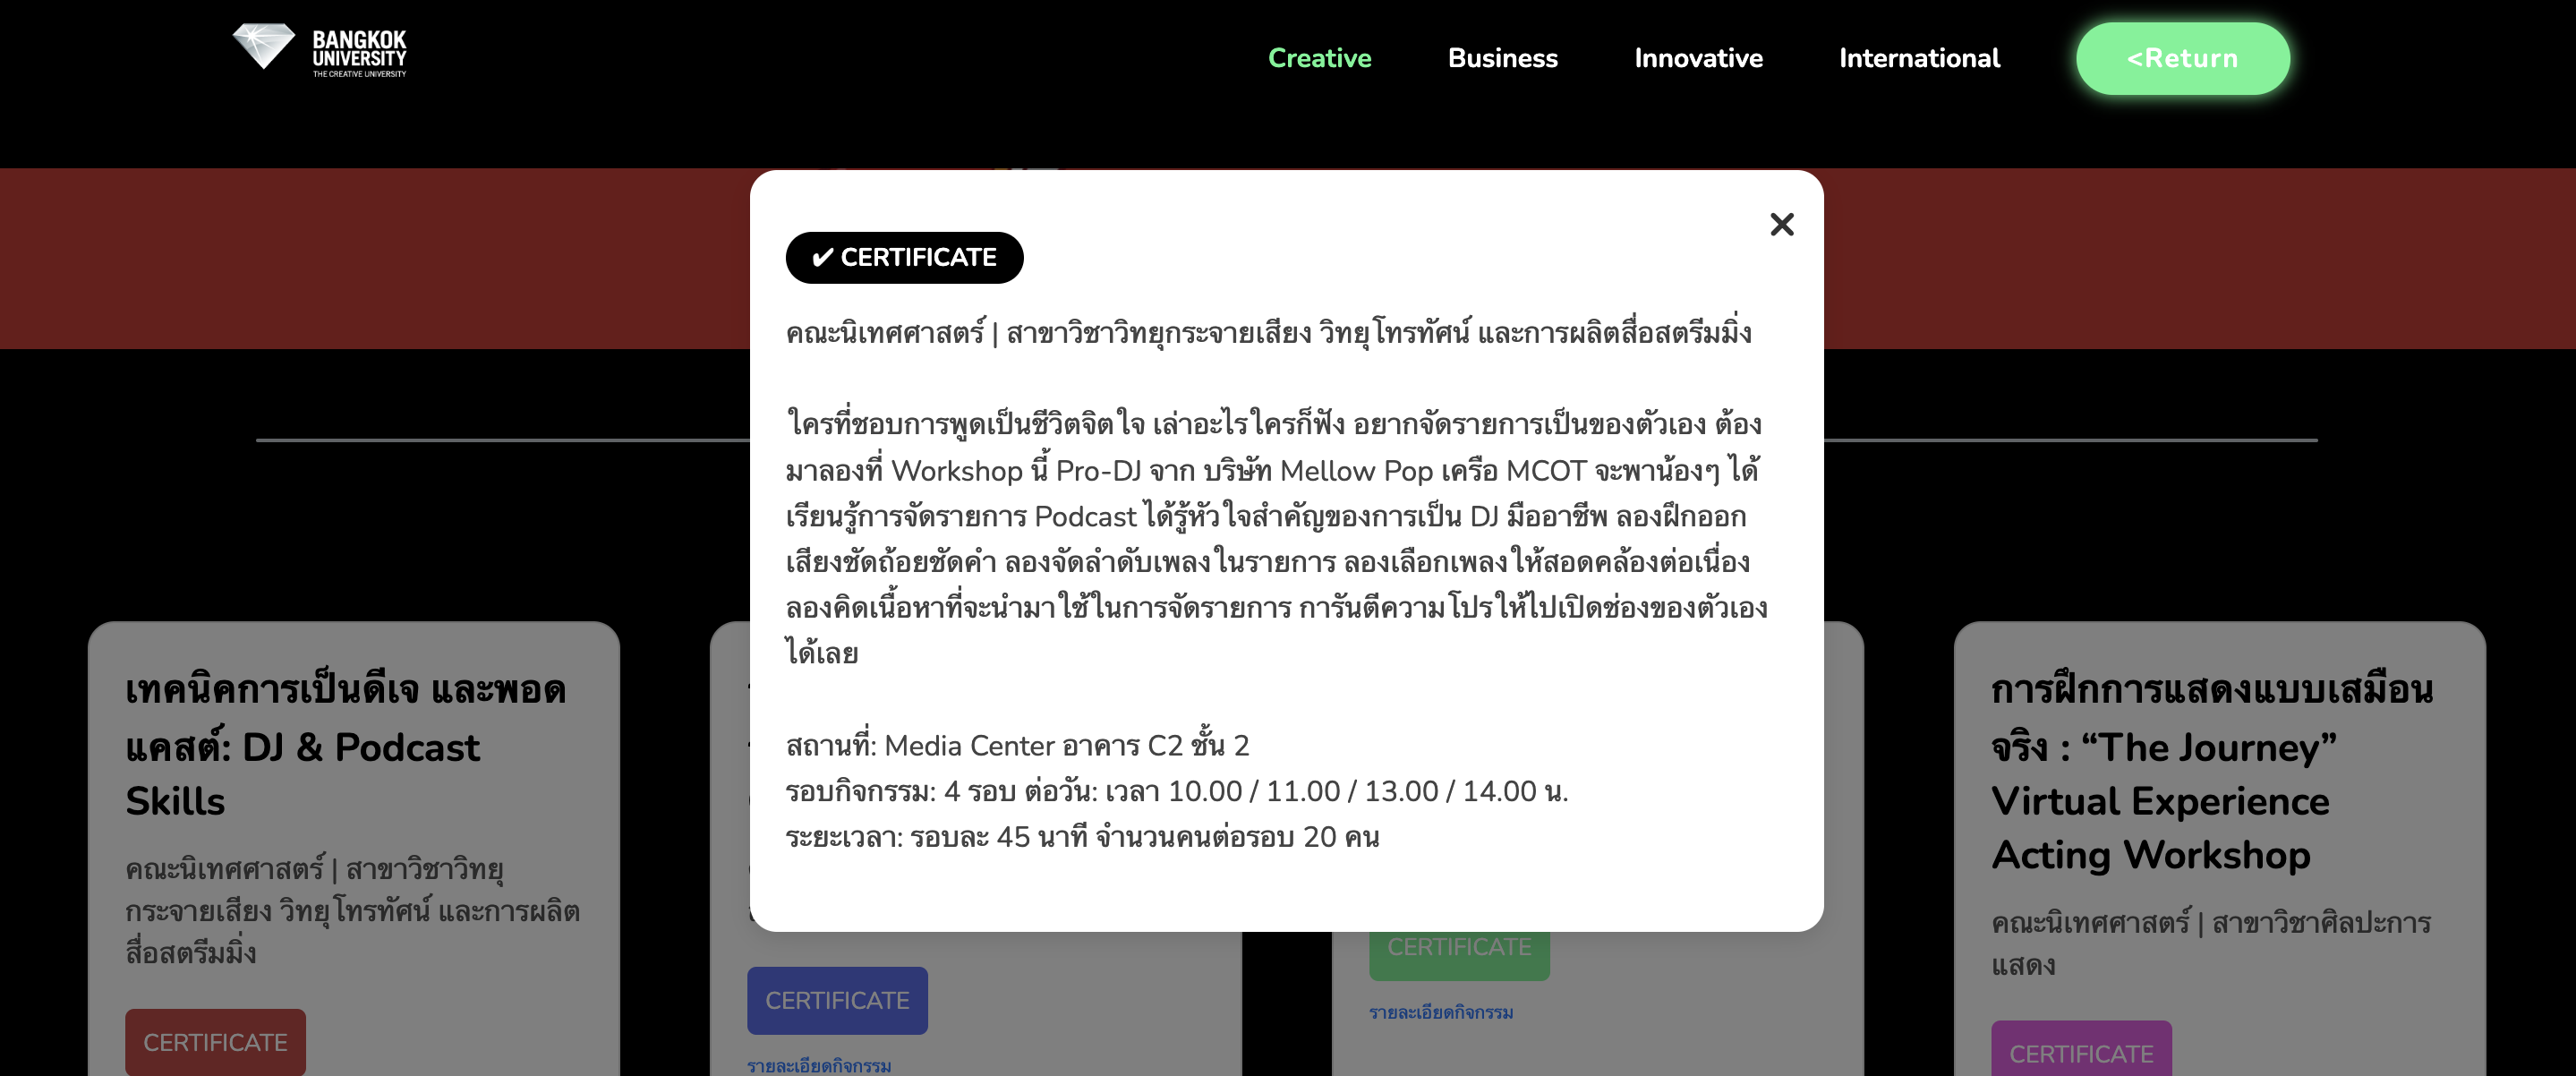 BANGKOK
UNIVERSITY
THE CREATIVE UNIVERSITY
Creative
Business
Innovative
International
<Return
✔ CERTIFICATE
คณะนิเทศศาสตร์ | สาขาวิชาวิทยุกระจายเสียง วิทยุโทรทัศน์ และการผลิตสื่อสตรีมมิ่ง
ใครที่ชอบการพูดเป็นชีวิตจิตใจ เล่าอะไรใครก็ฟัง อยากจัดรายการเป็นของตัวเอง ต้อง
มาลองที่ Workshop นี้ Pro-DJ จาก บริษัท Mellow Pop เครือ MCOT จะพาน้องๆ ได้
เรียนรู้การจัดรายการ Podcast ได้รู้หัวใจสำคัญของการเป็น DJ มืออาชีพ ลองฝึกออก
เสียงชัดถ้อยชัดคำ ลองจัดลำดับเพลงในรายการ ลองเลือกเพลงให้สอดคล้องต่อเนื่อง
ลองคิดเนื้อหาที่จะนำมาใช้ในการจัดรายการ การันตีความโปรให้ไปเปิดช่องของตัวเอง
ได้เลย
สถานที่: Media Center อาคาร C2 ชั้น 2
รอบกิจกรรม: 4 รอบ ต่อวัน: เวลา 10.00 / 11.00 / 13.00 / 14.00 น.
ระยะเวลา: รอบละ 45 นาที จำนวนคนต่อรอบ 20 คน
เทคนิคการเป็นดีเจ และพอด
แคสต์: DJ & Podcast
Skills
คณะนิเทศศาสตร์ | สาขาวิชาวิทยุ
กระจายเสียง วิทยุโทรทัศน์ และการผลิต
สื่อสตรีมมิ่ง
CERTIFICATE
CERTIFICATE
รายละเอียดกิจกรรม
CERTIFICATE
รายละเอียดกิจกรรม
การฝึกการแสดงแบบเสมือน
จริง : “The Journey”
Virtual Experience
Acting Workshop
คณะนิเทศศาสตร์ | สาขาวิชาศิลปะการ
แสดง
CERTIFICATE